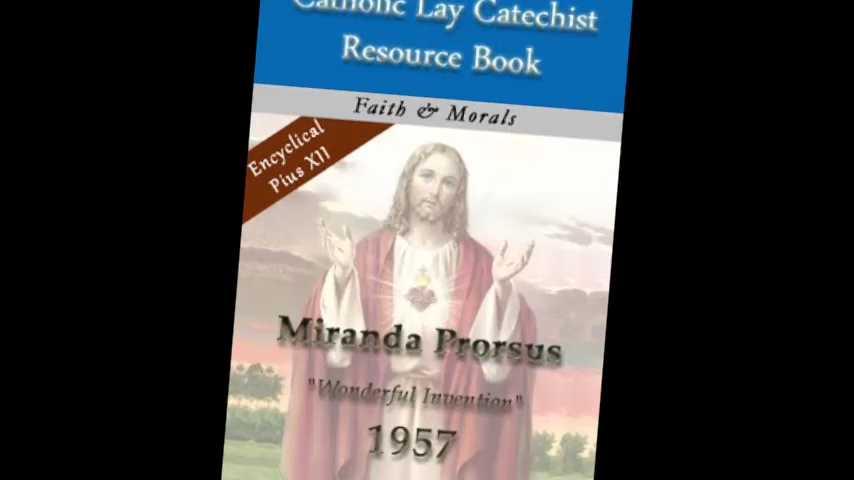 Catholic Lay Catechist
Resource Book
Faith & Morals
Encyclical
Pius XII
Miranda Prorsus
"Wonderful Invention"
1957